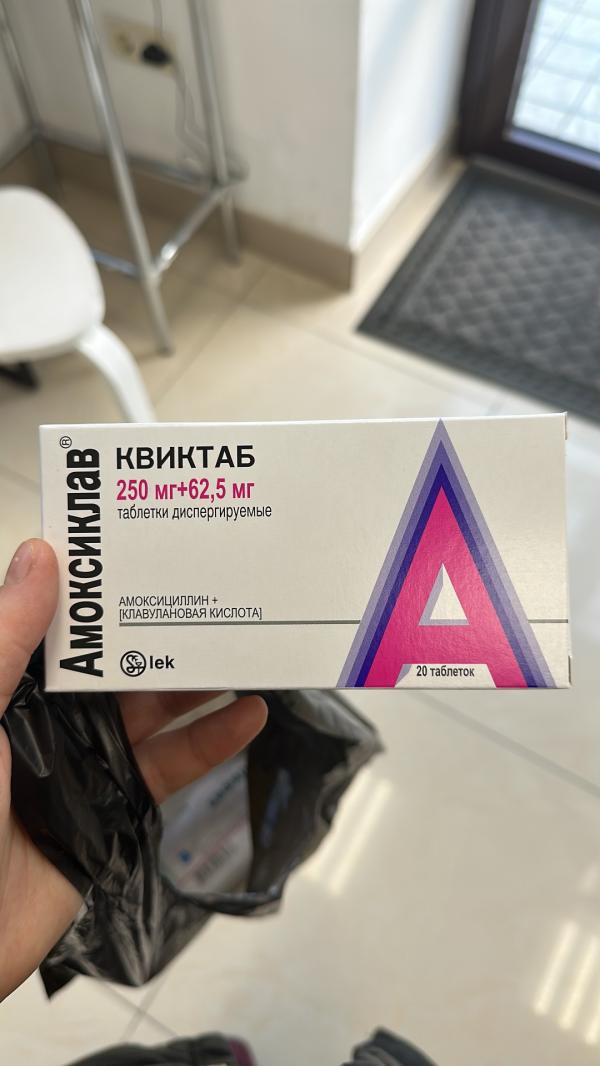 Амоксиклав®
КВИКТАБ
250 мг+62,5 мг
таблетки диспергируемые
АМОКСИЦИЛЛИН +
[КЛАВУЛАНОВАЯ КИСЛОТА]
lek
20 таблеток